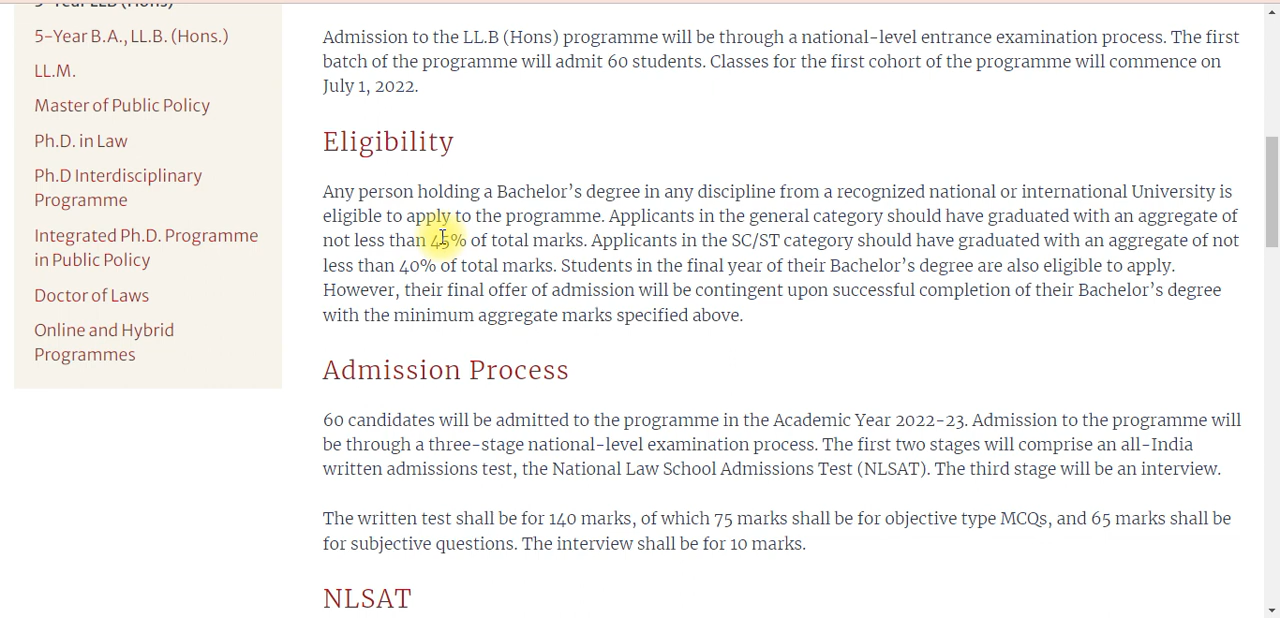 5-Year B.A., LL.B. (Hons.)
LL.M.
Master of Public Policy
Ph.D. in Law
Ph.D Interdisciplinary
Programme
Integrated Ph.D. Programme
in Public Policy
Doctor of Laws
Online and Hybrid
Programmes
Admission to the LL.B (Hons) programme will be through a national-level entrance examination process. The first
batch of the programme will admit 60 students. Classes for the first cohort of the programme will commence on
July 1, 2022.
Eligibility
Any person holding a Bachelor's degree in any discipline from a recognized national or international University is
eligible to apply to the programme. Applicants in the general category should have graduated with an aggregate of
not less than 45% of total marks. Applicants in the SC/ST category should have graduated with an aggregate of not
less than 40% of total marks. Students in the final year of their Bachelor's degree are also eligible to apply.
However, their final offer of admission will be contingent upon successful completion of their Bachelor's degree
with the minimum aggregate marks specified above.
Admission Process
60 candidates will be admitted to the programme in the Academic Year 2022-23. Admission to the programme will
be through a three-stage national-level examination process. The first two stages will comprise an all-India
written admissions test, the National Law School Admissions Test (NLSAT). The third stage will be an interview.
The written test shall be for 140 marks, of which 75 marks shall be for objective type MCQs, and 65 marks shall be
for subjective questions. The interview shall be for 10 marks.
NLSAT